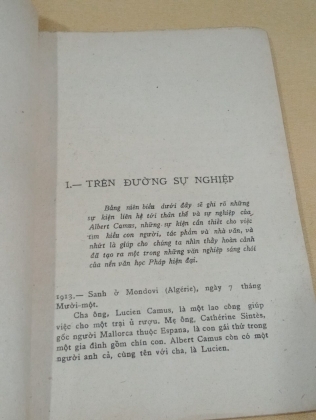 I.— TRÊN ĐƯỜNG SỰ NGHIỆP
Bảng niên biểu dưới đây sẽ ghi rõ những
sự kiện liên hệ tới thân thế và sự nghiệp của
Albert Camus, những sự kiện cần thiết cho việc
tìm hiểu con người, tác phẩm và nhà văn, và
nhứt là giúp cho chúng ta nhìn thấy hoàn cảnh
đã tạo ra một trong những văn nghiệp sáng chói
của nền văn học Pháp hiện đại.
1913.— Sanh ở Mondovi (Algérie), ngày 7 tháng
Mười-một.
Cha ông, Lucien Camus, là một lao công giúp
việc cho một trại ủ rượu. Mẹ ông, Cathérine Sintès,
gốc người Mallorca thuộc Espana, là con gái thứ trong
một gia đình gồm chín con. Albert Camus còn có một
người anh cả, cùng tên với cha, là Lucien.